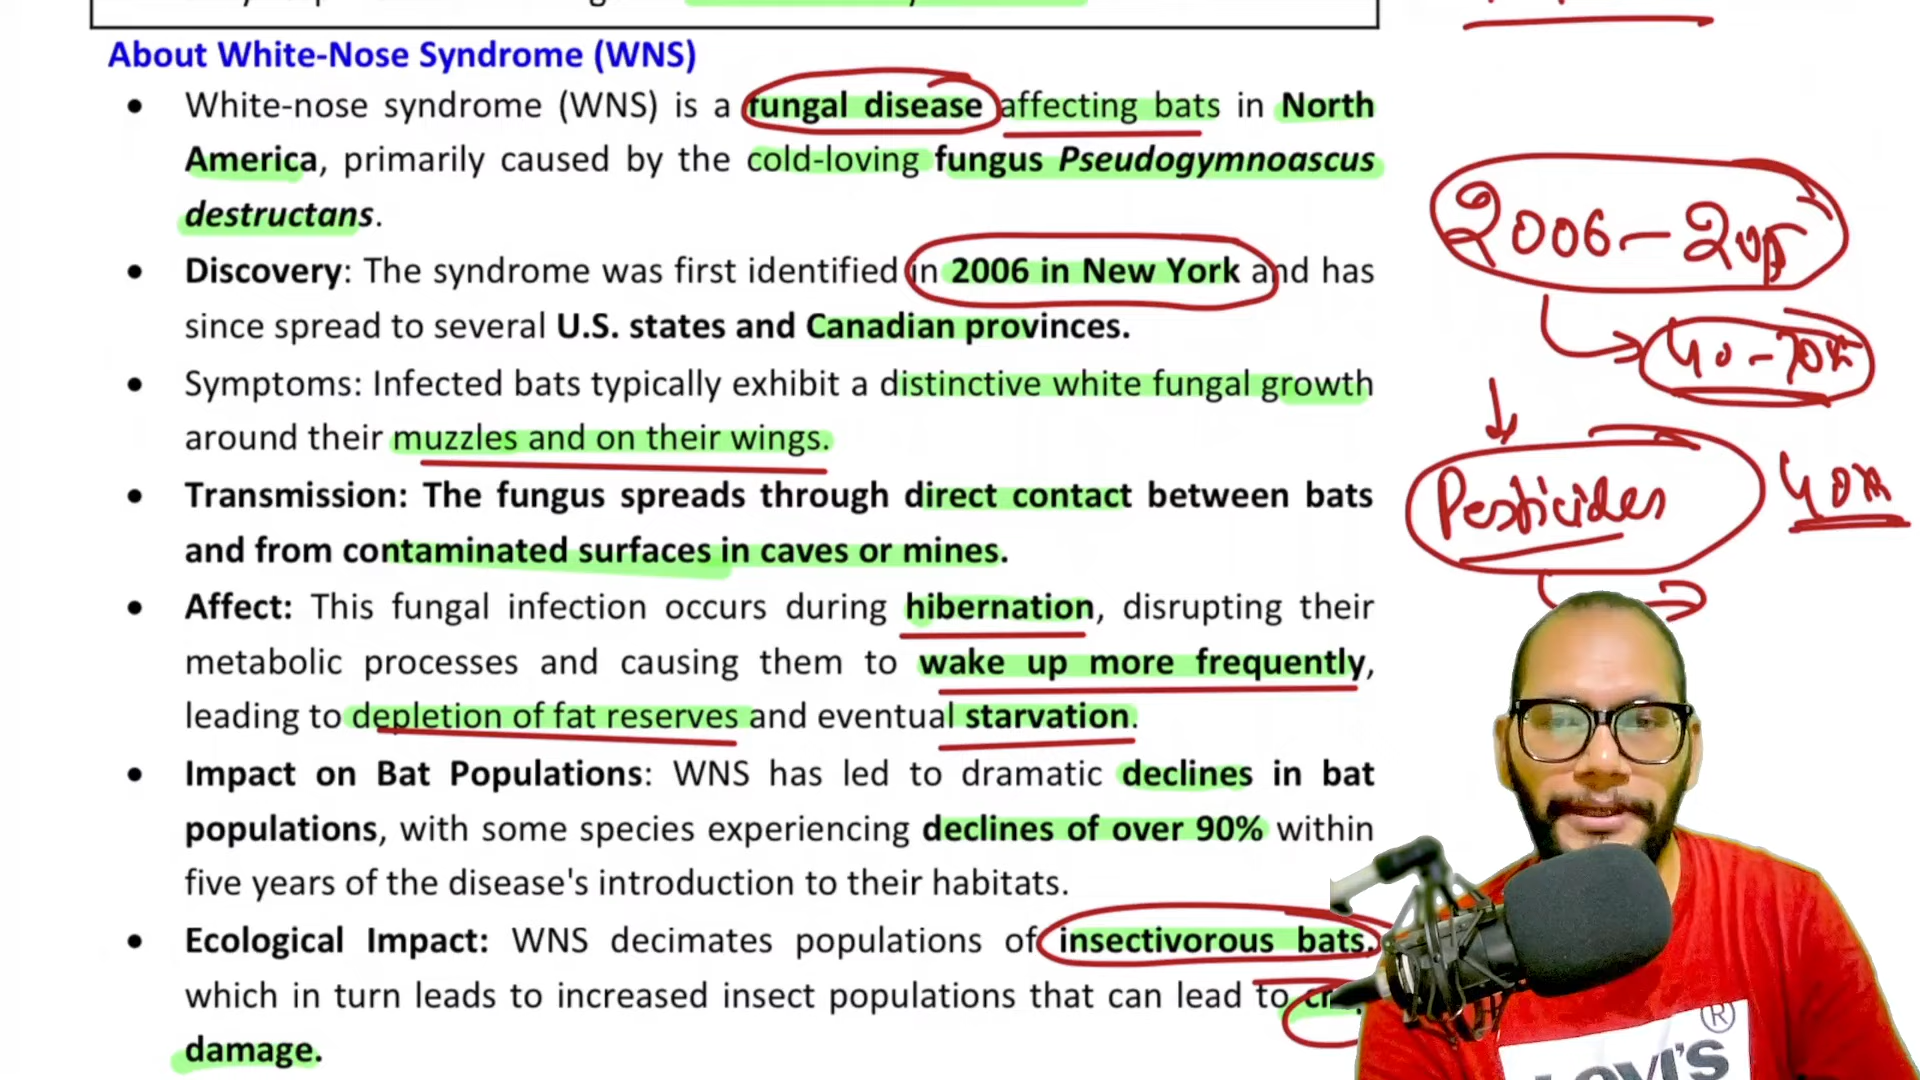 About White-Nose Syndrome (WNS)
• White-nose syndrome (WNS) is a fungal disease affecting bats in North
America, primarily caused by the cold-loving fungus Pseudogymnoascus
destructans.
• Discovery: The syndrome was first identified in 2006 in New York and has
since spread to several U.S. states and Canadian provinces.
• Symptoms: Infected bats typically exhibit a distinctive white fungal growth
around their muzzles and on their wings.
• Transmission: The fungus spreads through direct contact between bats
and from contaminated surfaces in caves or mines.
• Affect: This fungal infection occurs during hibernation, disrupting their
metabolic processes and causing them to wake up more frequently,
leading to depletion of fat reserves and eventual starvation.
• Impact on Bat Populations: WNS has led to dramatic declines in bat
populations, with some species experiencing declines of over 90% within
five years of the disease's introduction to their habitats.
• Ecological Impact: WNS decimates populations of insectivorous bats,
which in turn leads to increased insect populations that can lead to
damage.
2006 -
Pesticides
®